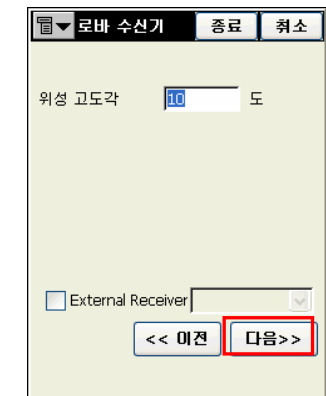 로바 수신기 종료 취소
위성 고도각 10 도
External Receiver
<< 이전 다음>>